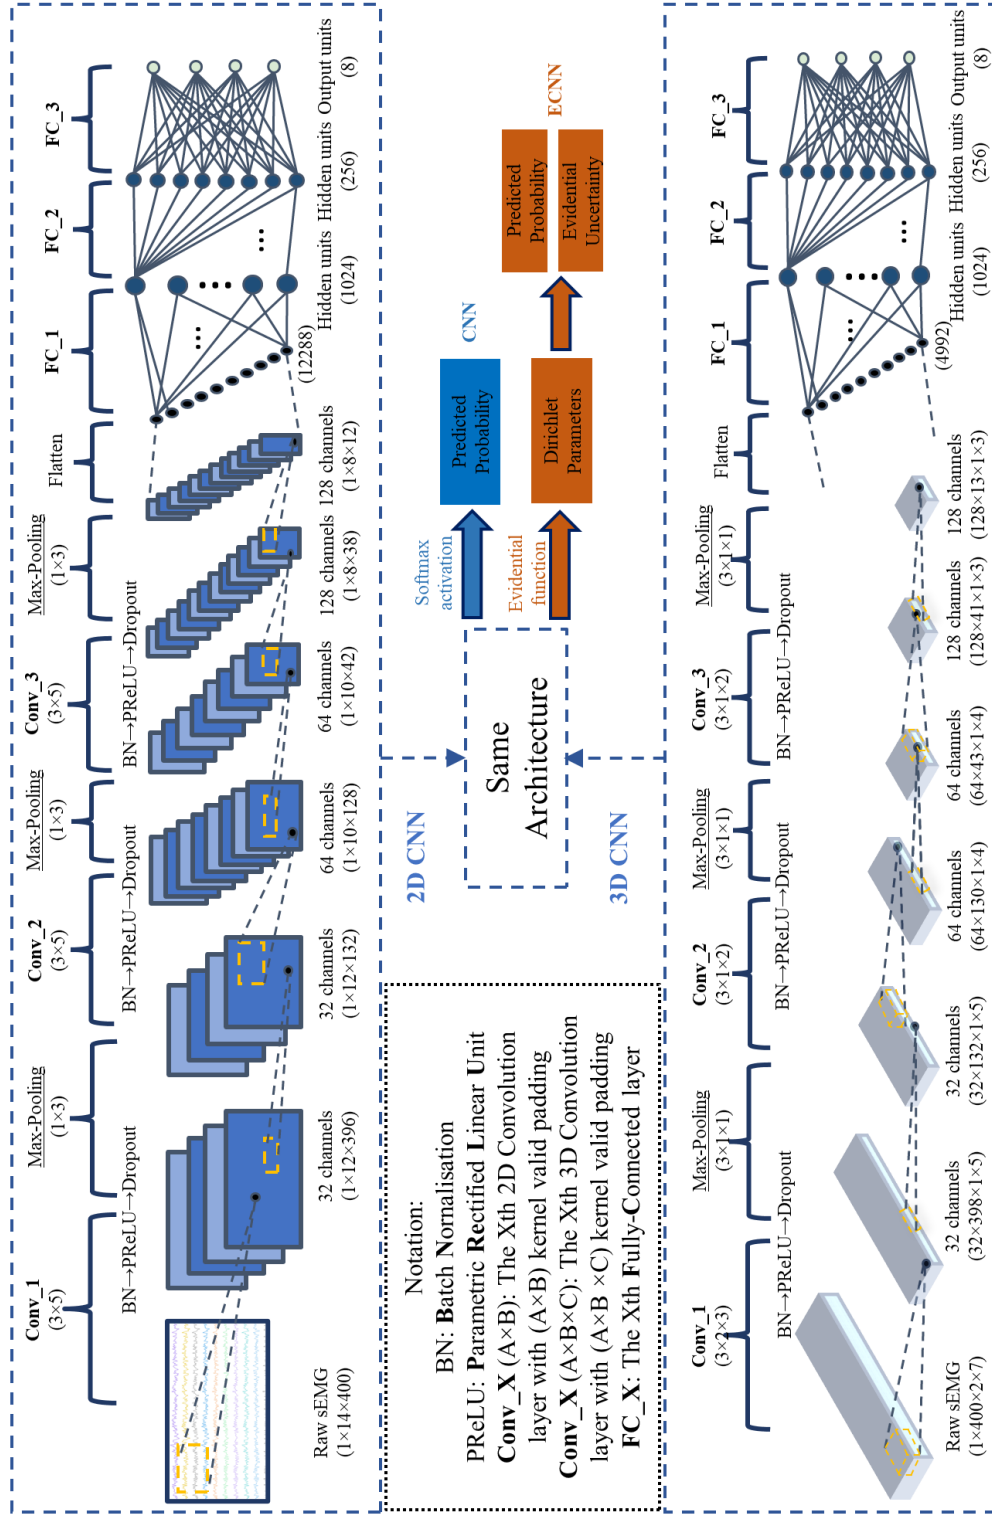 Conv_1
(3×5)
Max-Pooling
(1×3)
Conv_2
(3×5)
Max-Pooling
(1×3)
Conv_3
(3×5)
Max-Pooling
(1×3)
Flatten
FC_1
FC_2
FC_3
BN→PReLU→Dropout
BN→PReLU→Dropout
BN→PReLU→Dropout
Raw sEMG
(1×14×400)
32 channels
(1×12×396)
32 channels
(1×12×132)
64 channels
(1×10×128)
64 channels
(1×10×42)
128 channels
(1×8×38)
128 channels
(1×8×12)
(12288)
Hidden units
(1024)
Hidden units
(256)
Output units
(8)
Notation:
BN: Batch Nornalisation
PReLU: Parametric Rectified Linear Unit
Conv_X (A×B): The Xth 2D Convolution
layer with (A×B) kernel valid padding
Conv_X (A×B×C): The Xth 3D Convolution
layer with (A×B ×C) kernel valid padding
FC_X: The Xth Fully-Connected layer
2D CNN
Same
Architecture
3D CNN
Softmax
activation
Predicted
Probability
CNN
Evidential
function
Dirichlet
Parameters
Predicted
Probability
Evidential
Uncertainty
ECNN
Conv_1
(3×2×3)
Max-Pooling
(3×1×1)
Conv_2
(3×1×2)
Max-Pooling
(3×1×1)
Conv_3
(3×1×2)
Max-Pooling
(3×1×1)
Flatten
FC_1
FC_2
FC_3
BN→PReLU→Dropout
BN→PReLU→Dropout
BN→PReLU→Dropout
Raw sEMG
(1×400×2×7)
32 channels
(32×398×1×5)
32 channels
(32×132×1×5)
64 channels
(64×130×1×4)
64 channels
(64×43×1×4)
128 channels
(128×41×1×3)
128 channels
(128×13×1×3)
(4992)
Hidden units
(1024)
Hidden units
(256)
Output units
(8)